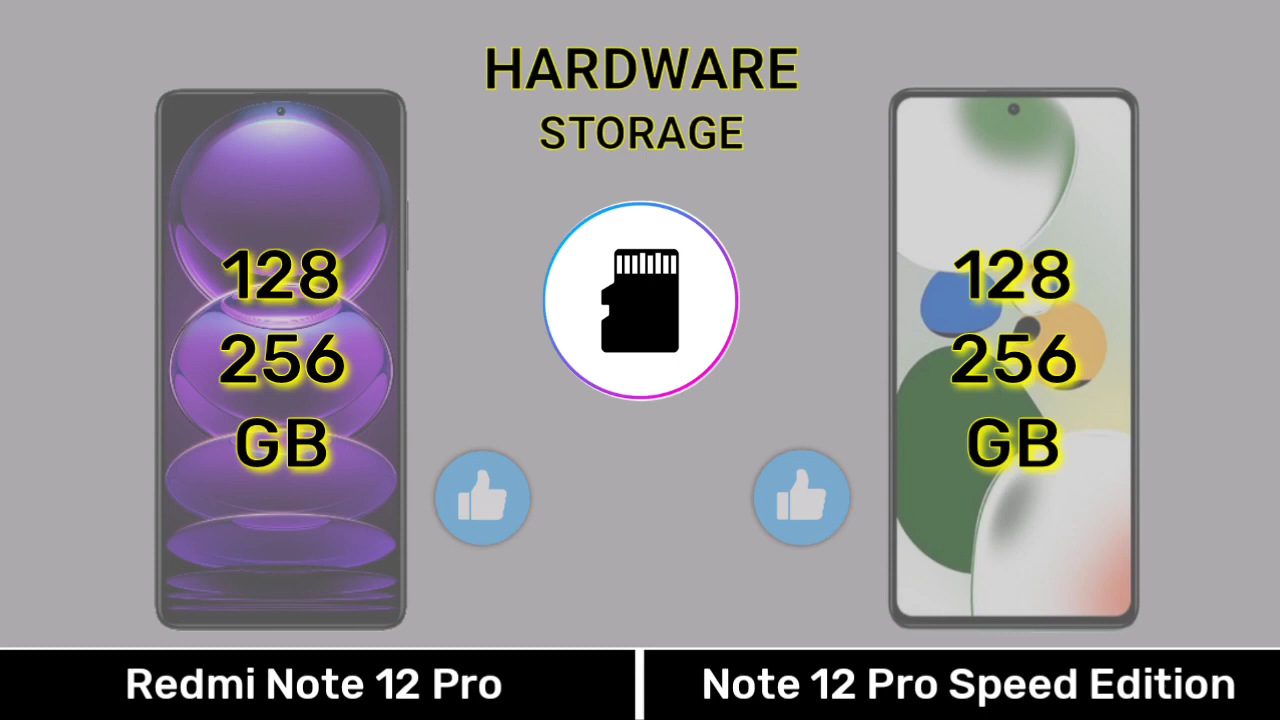 HARDWARE
STORAGE
128
256
GB
128
256
GB
Redmi Note 12 Pro
Note 12 Pro Speed Edition